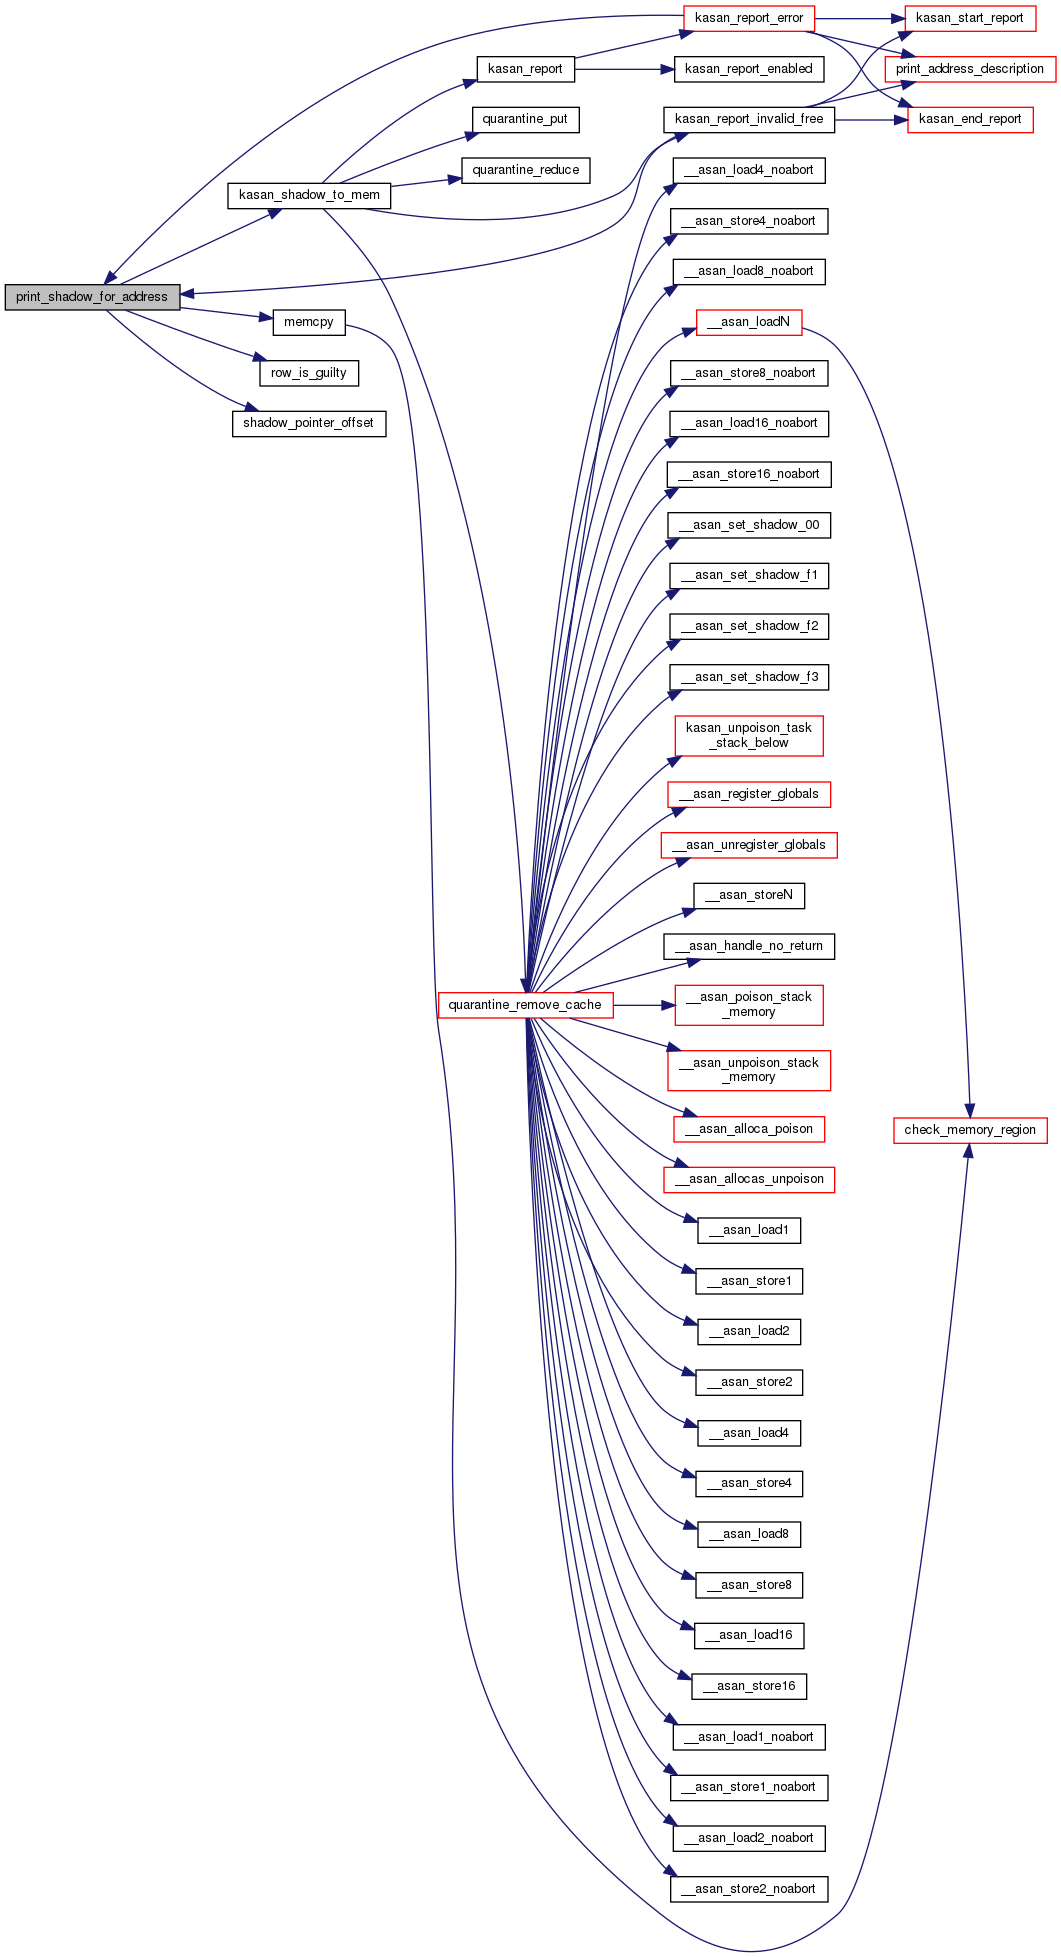 kasan_report_error
kasan_start_report
kasan_report
kasan_report_enabled
print_address_description
quarantine_put
kasan_report_invalid_free
kasan_end_report
quarantine_reduce
__asan_load4_noabort
kasan_shadow_to_mem
__asan_store4_noabort
__asan_load8_noabort
print_shadow_for_address
memcpy
__asan_loadN
row_is_guilty
__asan_store8_noabort
shadow_pointer_offset
__asan_load16_noabort
__asan_store16_noabort
__asan_set_shadow_00
__asan_set_shadow_f1
__asan_set_shadow_f2
__asan_set_shadow_f3
kasan_unpoison_task
_stack_below
__asan_register_globals
__asan_unregister_globals
__asan_storeN
__asan_handle_no_return
quarantine_remove_cache
__asan_poison_stack
_memory
__asan_unpoison_stack
_memory
__asan_alloca_poison
check_memory_region
__asan_allocas_unpoison
__asan_load1
__asan_store1
__asan_load2
__asan_store2
__asan_load4
__asan_store4
__asan_load8
__asan_store8
__asan_load16
__asan_store16
__asan_load1_noabort
__asan_store1_noabort
__asan_load2_noabort
__asan_store2_noabort